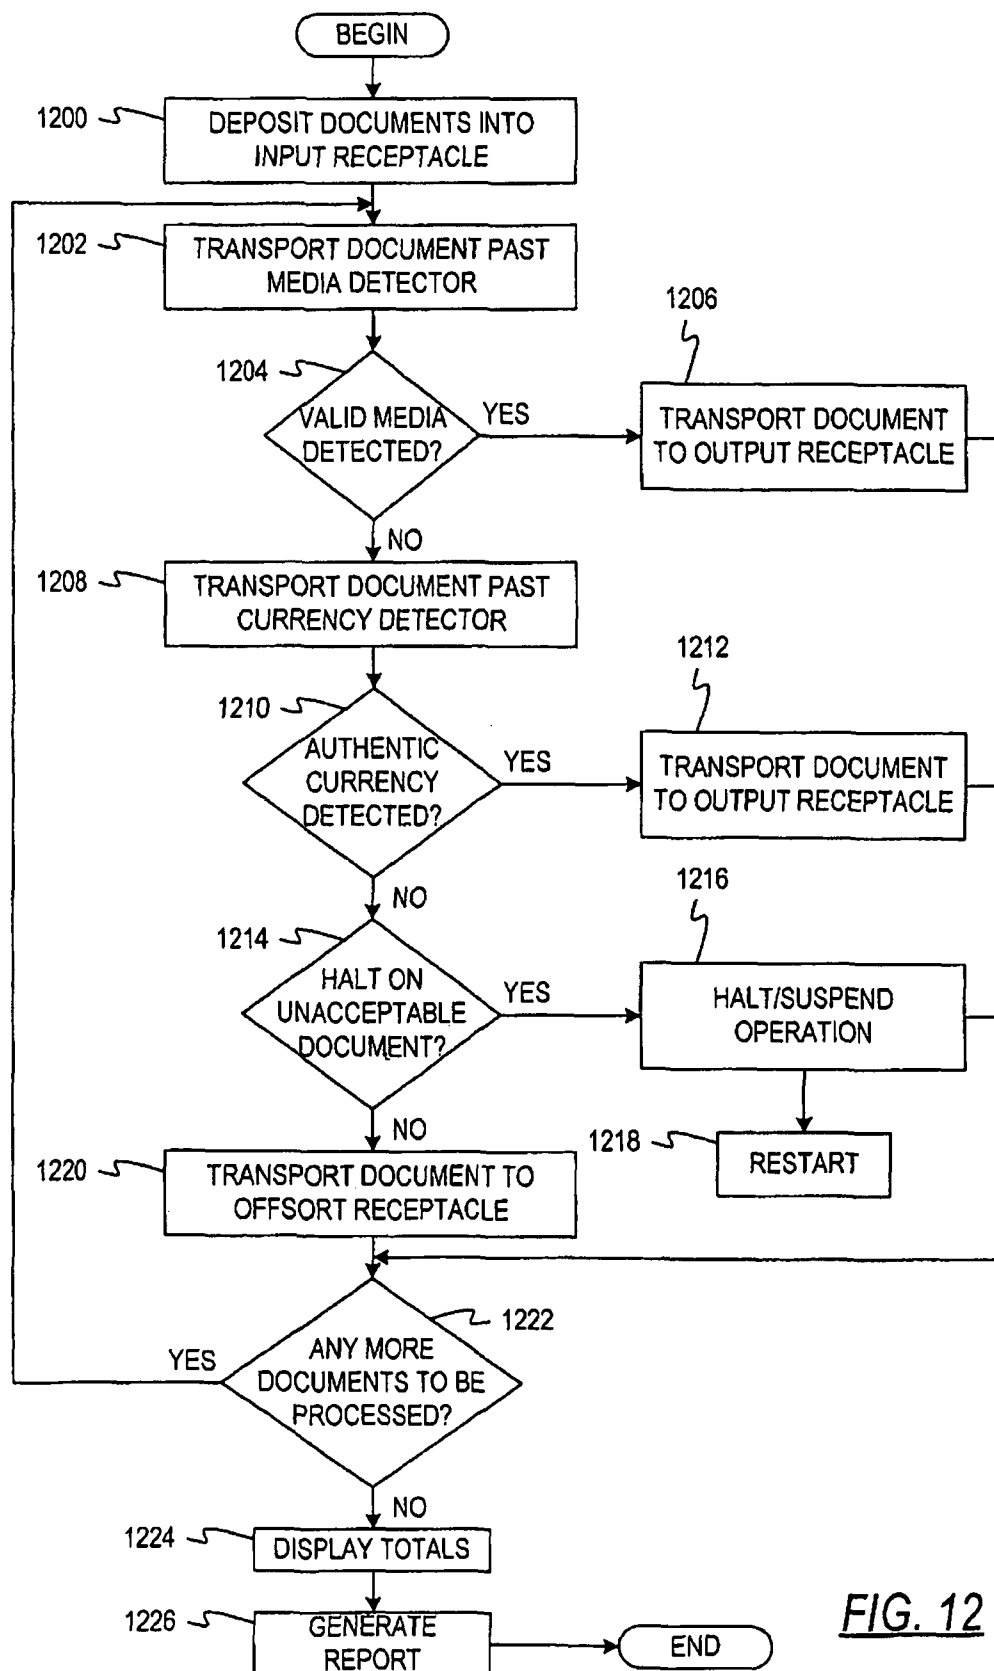 BEGIN
1200
DEPOSIT DOCUMENTS INTO
INPUT RECEPTACLE
1202
TRANSPORT DOCUMENT PAST
MEDIA DETECTOR
1204
VALID MEDIA
DETECTED?
YES
1206
TRANSPORT DOCUMENT
TO OUTPUT RECEPTACLE
NO
1208
TRANSPORT DOCUMENT PAST
CURRENCY DETECTOR
1210
AUTHENTIC
CURRENCY
DETECTED?
YES
1212
TRANSPORT DOCUMENT
TO OUTPUT RECEPTACLE
NO
1214
HALT ON
UNACCEPTABLE
DOCUMENT?
YES
1216
HALT/SUSPEND
OPERATION
1218
RESTART
NO
1220
TRANSPORT DOCUMENT TO
OFFSORT RECEPTACLE
1222
ANY MORE
DOCUMENTS TO BE
PROCESSED?
YES
NO
1224
DISPLAY TOTALS
1226
GENERATE
REPORT
END
FIG. 12